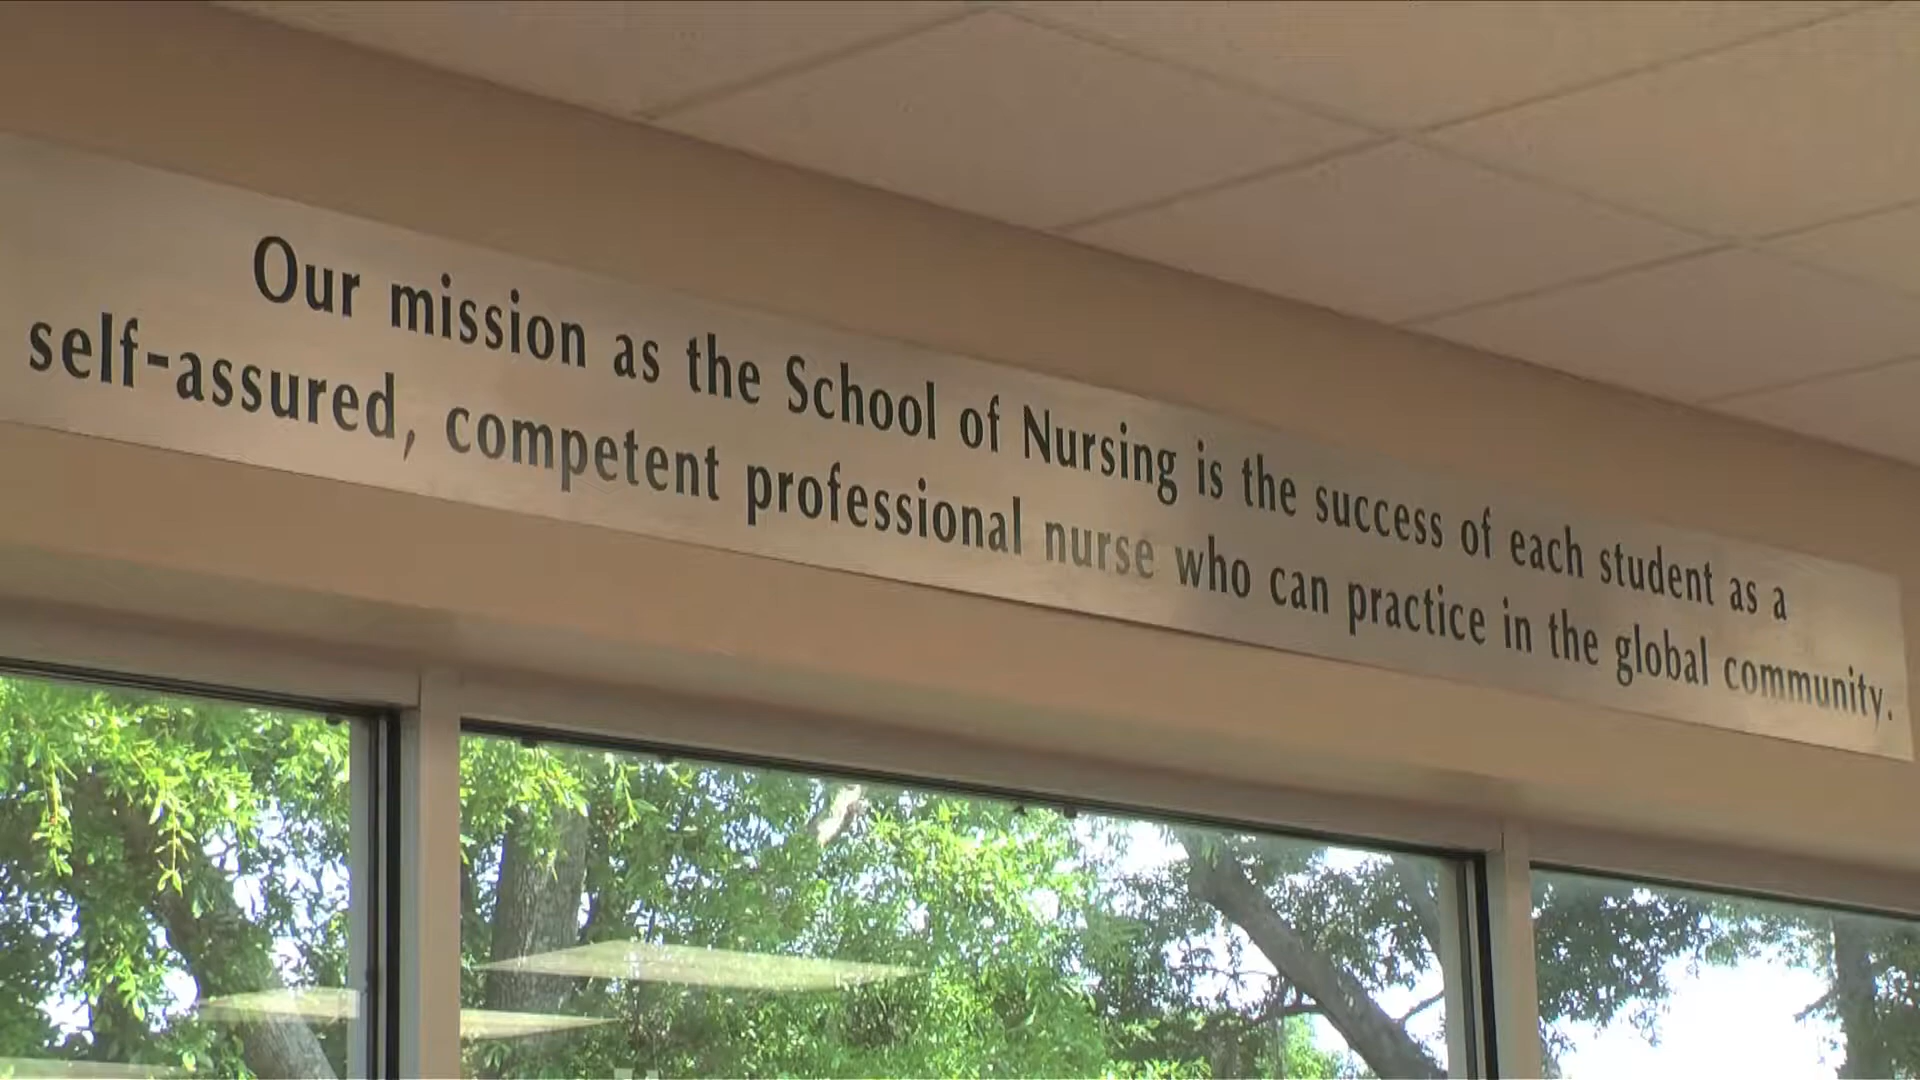 Our mission as the School of Nursing is the success of each student as a
self-assured, competent professional nurse who can practice in the global community.